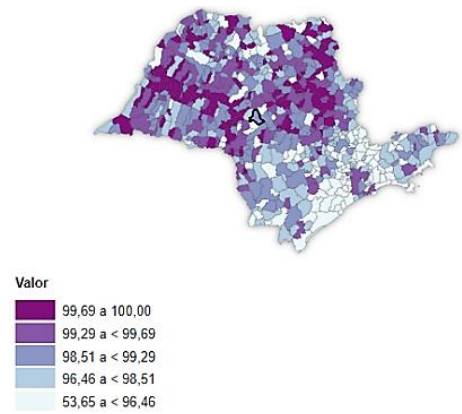 Valor
99,69 a 100,00
99,29 a < 99,69
98,51 a < 99,29
96,46 a < 98,51
53,65 a < 96,46